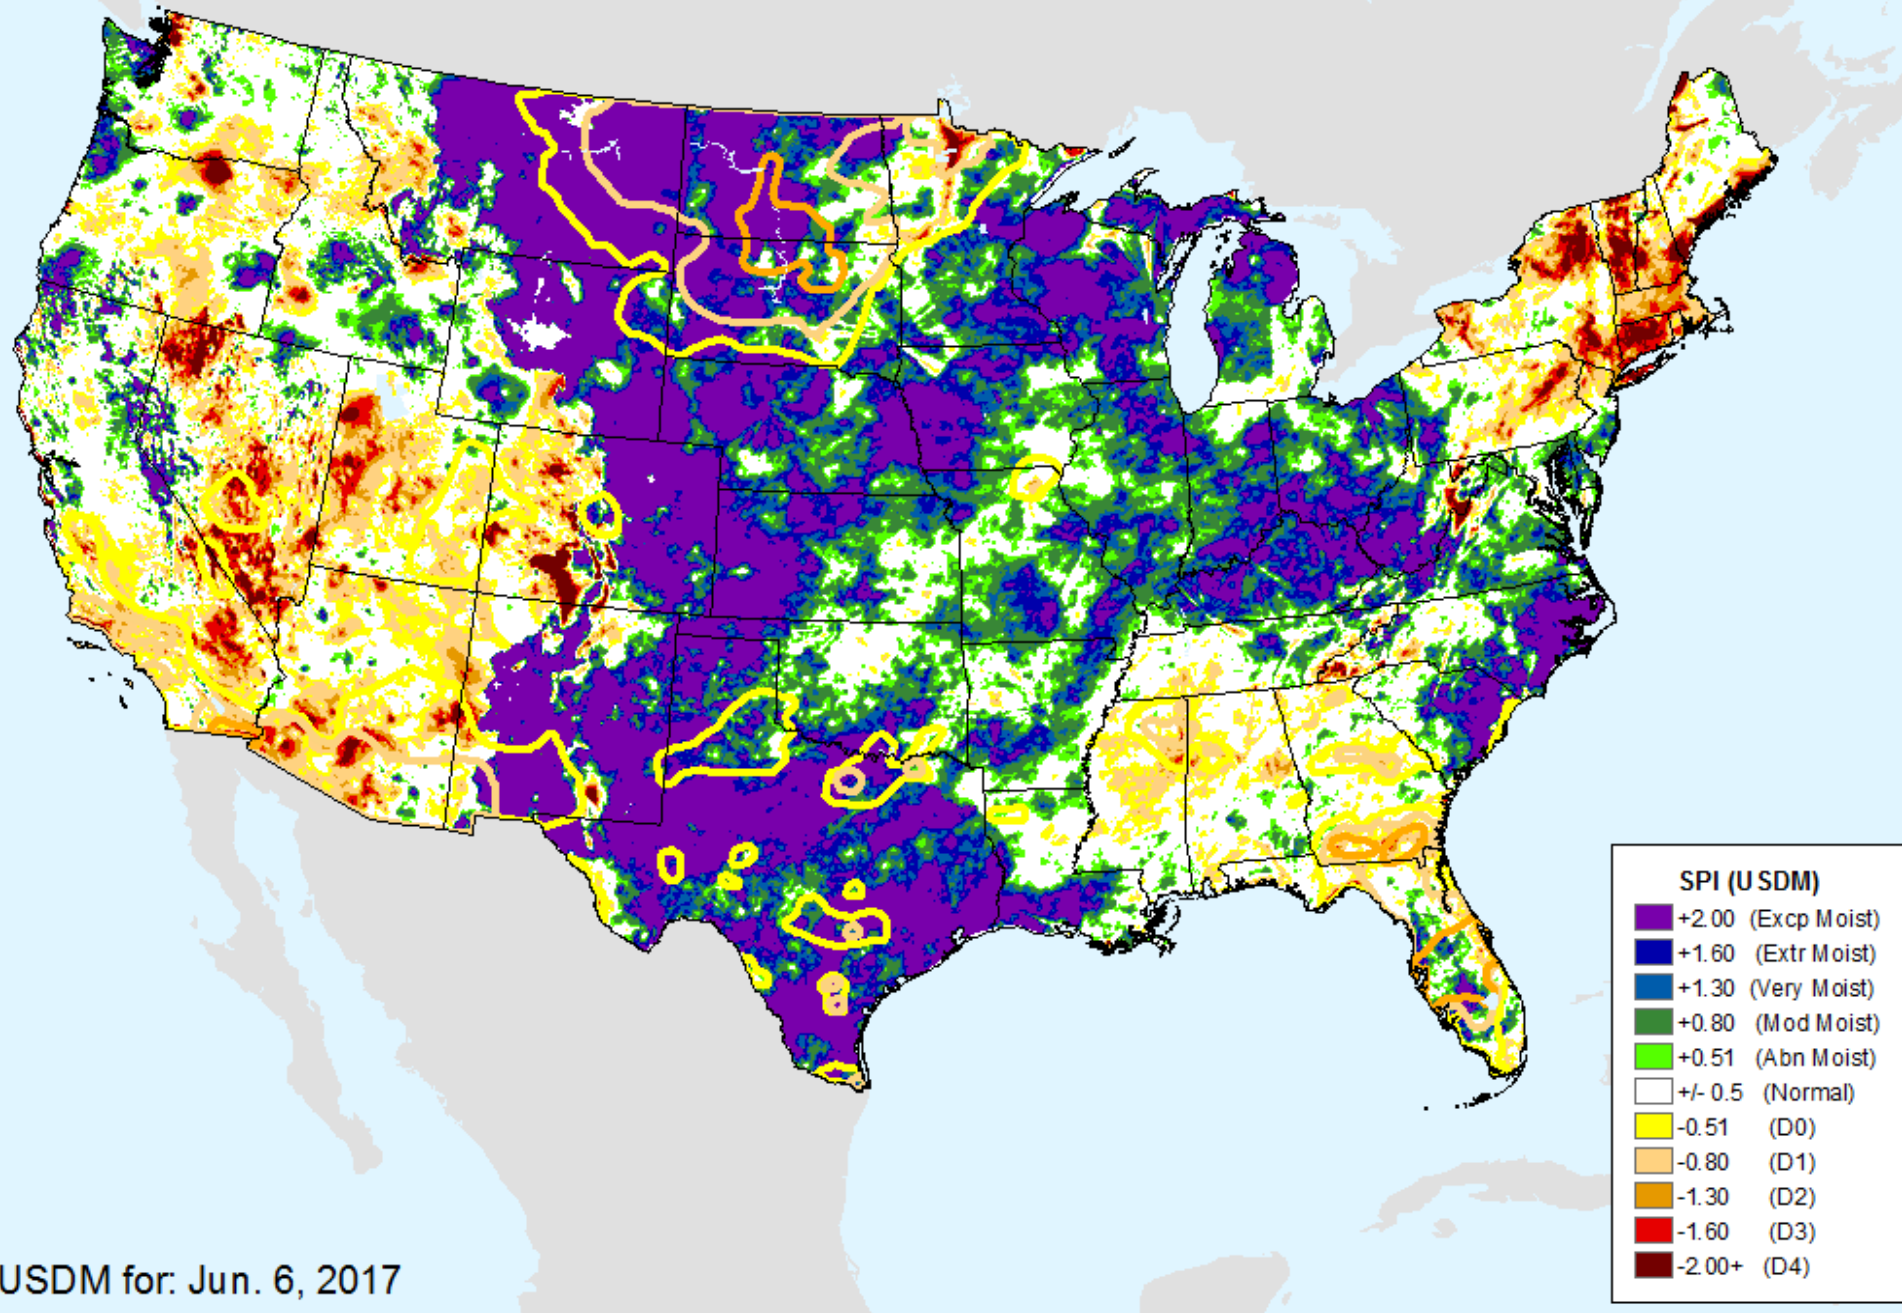 SPI (USDM)
+2.00 (Excp Moist)
+1.60 (Extr Moist)
+1.30 (Very Moist)
+0.80 (Mod Moist)
+0.51 (Abn Moist)
+/- 0.5 (Normal)
-0.51 (D0)
-0.80 (D1)
-1.30 (D2)
-1.60 (D3)
-2.00+ (D4)
USDM for: Jun. 6, 2017